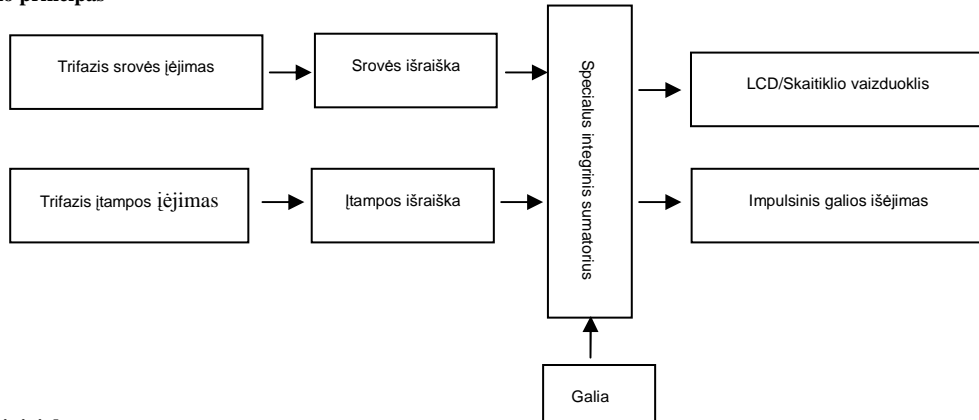 principas
Trifazis srovės įėjimas
Srovės išraiška
Specialus integrinis sumatorius
LCD/Skaitiklio vaizduoklis
Trifazis įtampos įėjimas
Įtampos išraiška
Impulsinis galios išėjimas
Galia